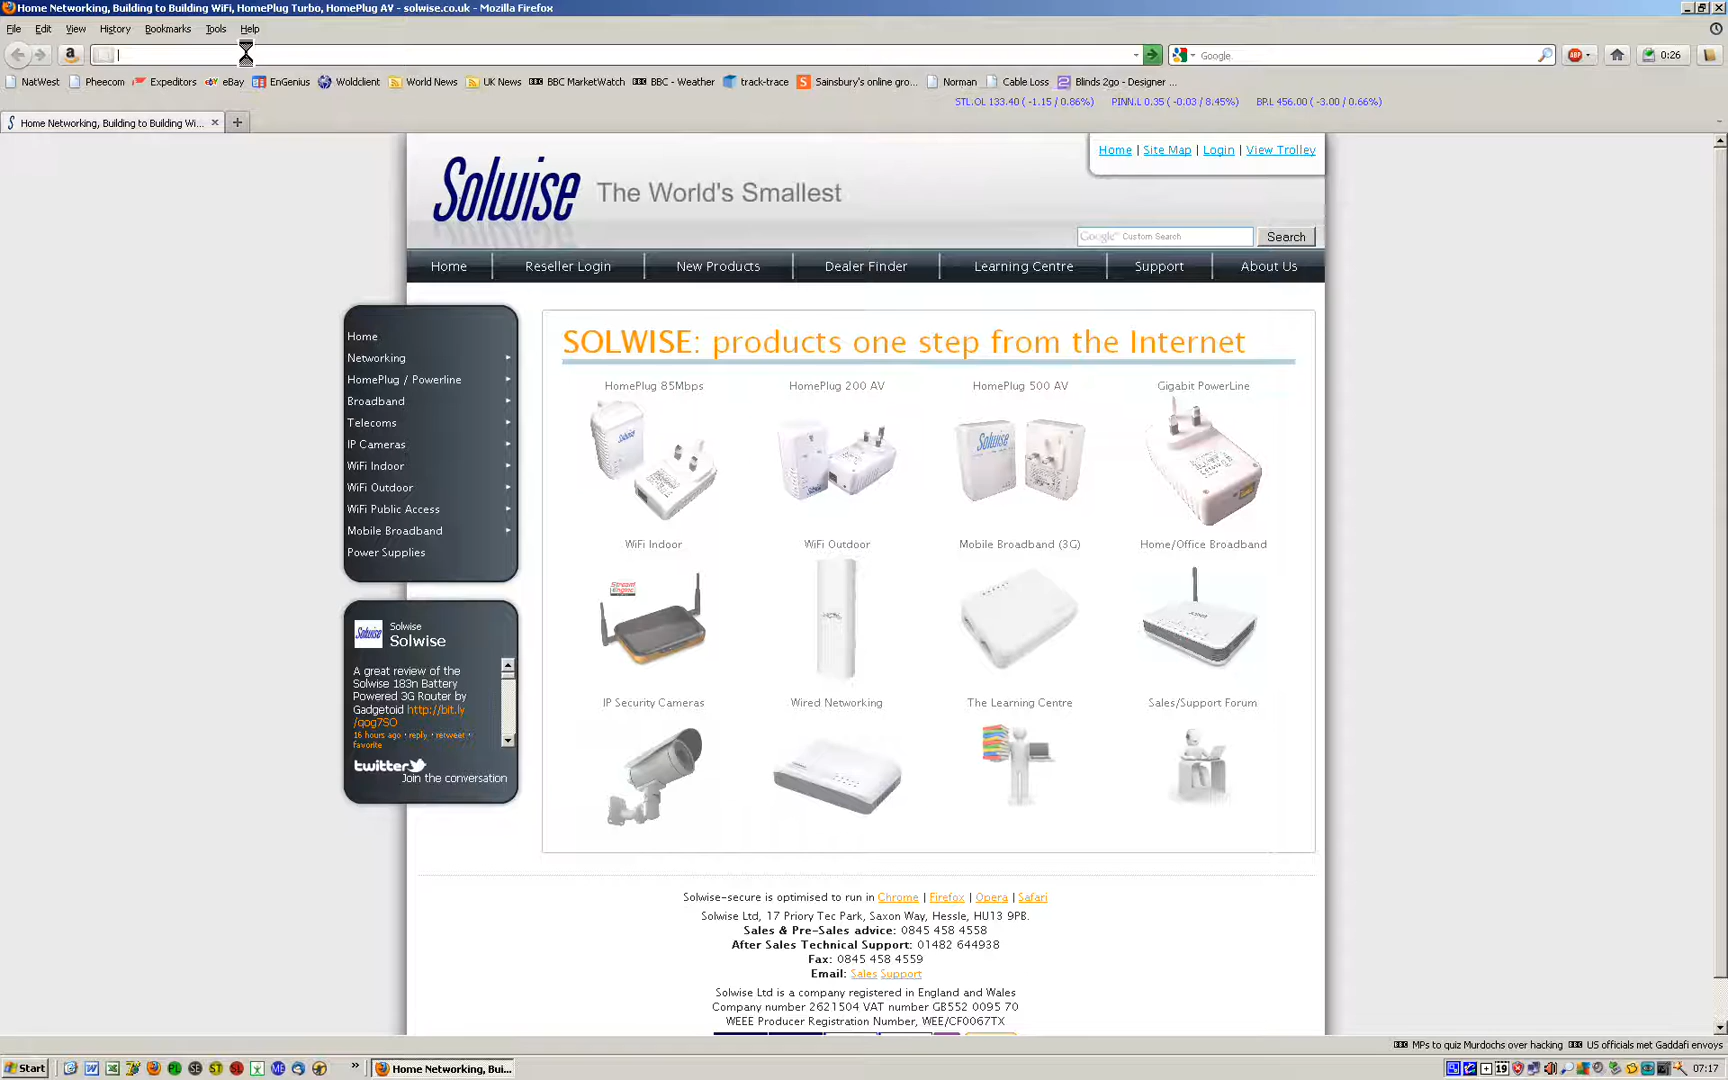 Home Networking, Building to Building WiFi, HomePlug Turbo, HomePlug AV - solwise.co.uk - Mozilla Firefox
File Edit View History Bookmarks Tools Help
Google
0:26
NatWest Pheecom Expeditors eBay EnGenius Woldclient World News UK News BBC MarketWatch BBC - Weather track-trace Sainsbury's online gro... Norman Cable Loss Blinds 2go - Designer ...
STL.OL 133.40 ( -1.15 / 0.86%) PINN.L 0.35 ( -0.03 / 8.45%) BP.L 456.00 ( -3.00 / 0.66%)
Home Networking, Building to Building Wi...
Home | Site Map | Login | View Trolley
Solwise The World's Smallest
Google™ Custom Search Search
Home Reseller Login New Products Dealer Finder Learning Centre Support About Us
Home
Networking
HomePlug / Powerline
Broadband
Telecoms
IP Cameras
WiFi Indoor
WiFi Outdoor
WiFi Public Access
Mobile Broadband
Power Supplies
Solwise
Solwise
Solwise
A great review of the
Solwise 183n Battery
Powered 3G Router by
Gadgetoid http://bit.ly
/qog7SO
16 hours ago · reply · retweet ·
favorite
twitter
Join the conversation
SOLWISE: products one step from the Internet
HomePlug 85Mbps HomePlug 200 AV HomePlug 500 AV Gigabit PowerLine
Solwise
WiFi Indoor WiFi Outdoor Mobile Broadband (3G) Home/Office Broadband
Stream Engine
IP Security Cameras Wired Networking The Learning Centre Sales/Support Forum
Solwise-secure is optimised to run in Chrome | Firefox | Opera | Safari
Solwise Ltd, 17 Priory Tec Park, Saxon Way, Hessle, HU13 9PB.
Sales & Pre-Sales advice: 0845 458 4558
After Sales Technical Support: 01482 644938
Fax: 0845 458 4559
Email: Sales Support
Solwise Ltd is a company registered in England and Wales
Company number 2621504 VAT number GB552 0095 70
WEEE Producer Registration Number, WEE/CF0067TX
MPs to quiz Murdochs over hacking US officials met Gaddafi envoys
Start
Home Networking, Bui...
19
07:17